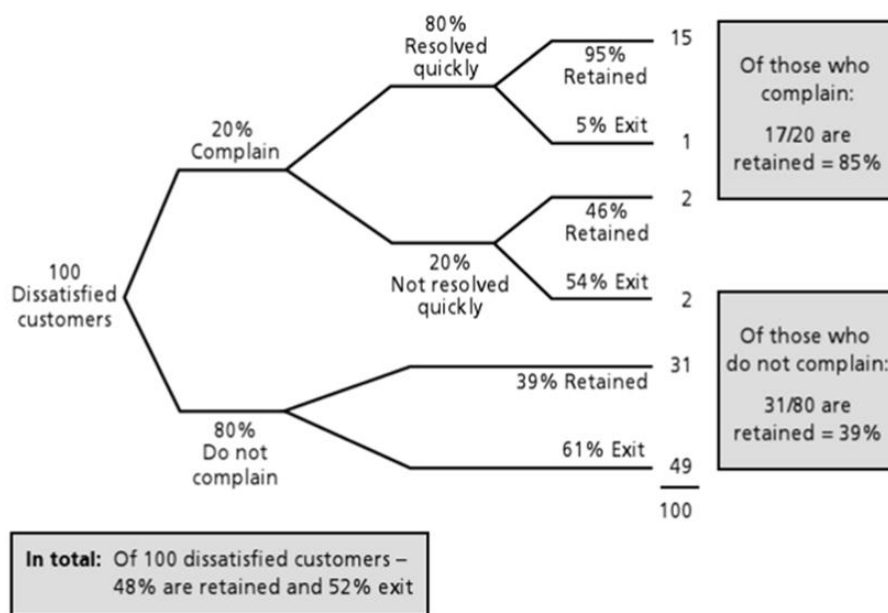 80%
Resolved
quickly
15
95%
Retained
5% Exit
1
20%
Complain
2
46%
Retained
20%
Not resolved
quickly
54% Exit
2
100
Dissatisfied
customers
31
39% Retained
80%
Do not
complain
61% Exit
49
100
Of those who
complain:
17/20 are
retained = 85%
Of those who
do not complain:
31/80 are
retained = 39%
In total: Of 100 dissatisfied customers –
48% are retained and 52% exit